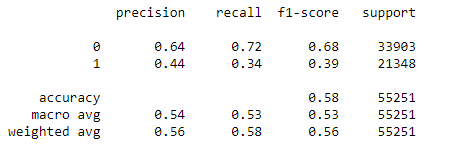 precision recall f1-score support
0 0.64 0.72 0.68 33903
1 0.44 0.34 0.39 21348
accuracy 0.58 55251
macro avg 0.54 0.53 0.53 55251
weighted avg 0.56 0.58 0.56 55251